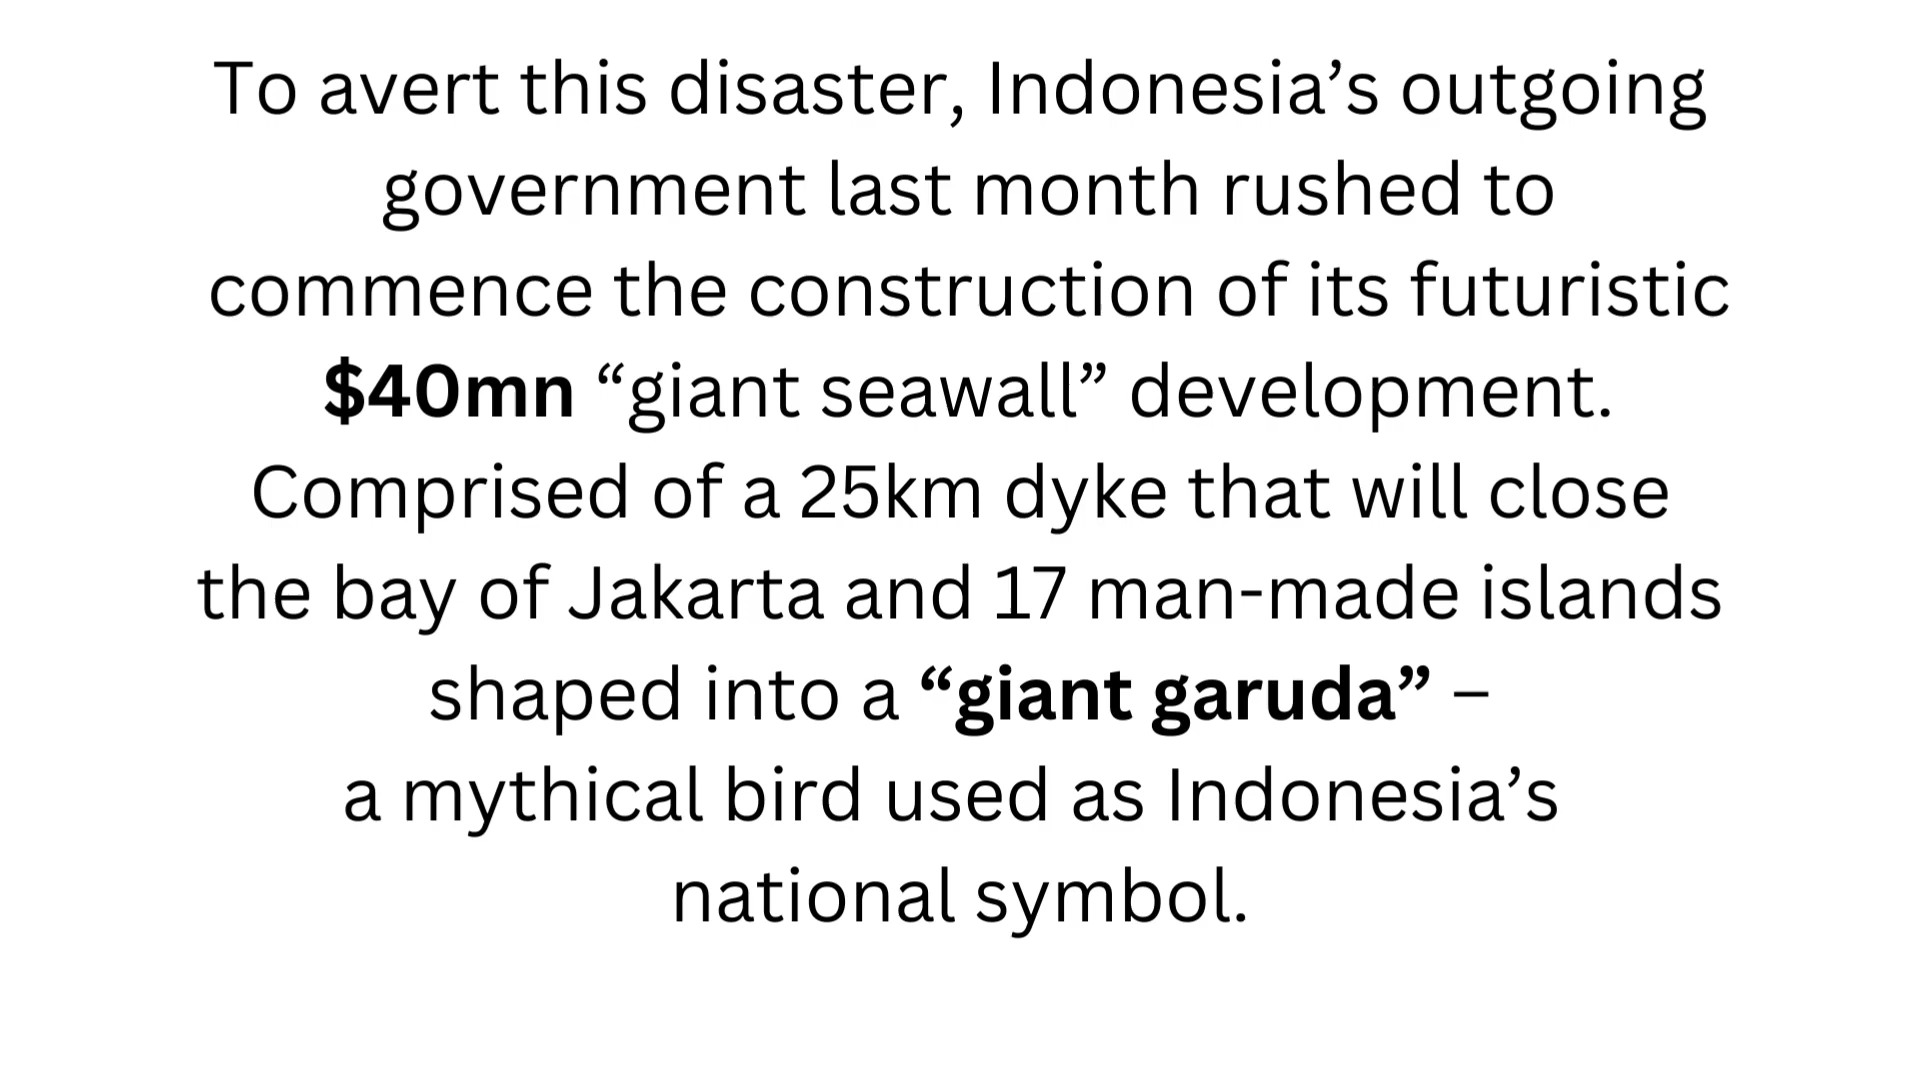 To avert this disaster, Indonesia’s outgoing
government last month rushed to
commence the construction of its futuristic
$40mn “giant seawall” development.
Comprised of a 25km dyke that will close
the bay of Jakarta and 17 man-made islands
shaped into a “giant garuda” –
a mythical bird used as Indonesia’s
national symbol.